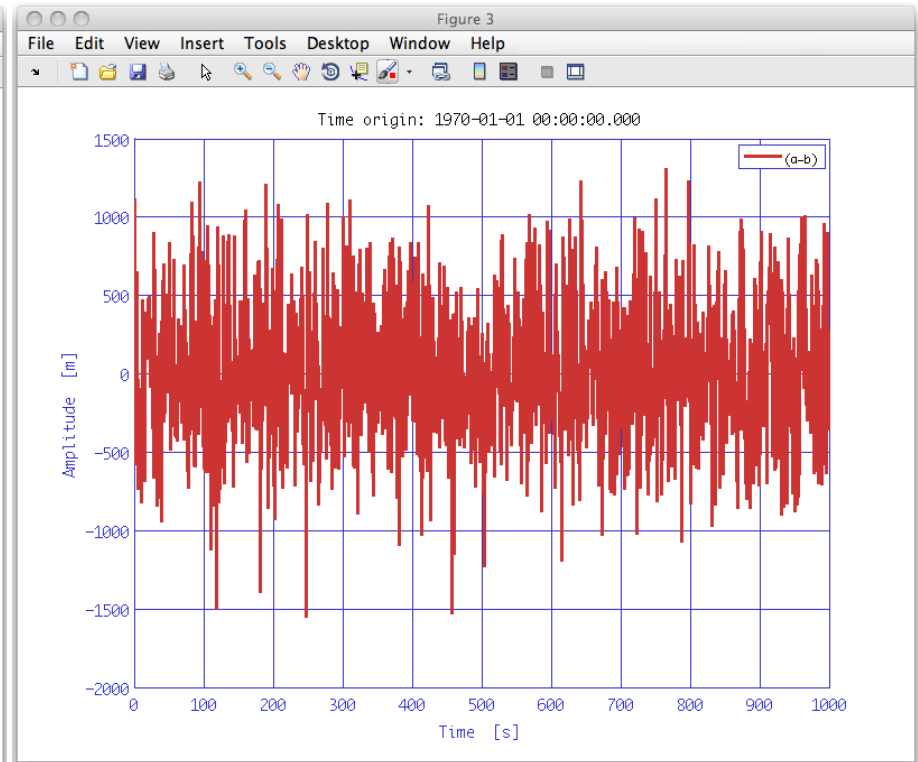 Figure 3
File Edit View Insert Tools Desktop Window Help
Time origin: 1970-01-01 00:00:00.000
(a-b)
1500
1000
500
0
-500
-1000
-1500
-2000
Amplitude [m]
0 100 200 300 400 500 600 700 800 900 1000
Time [s]